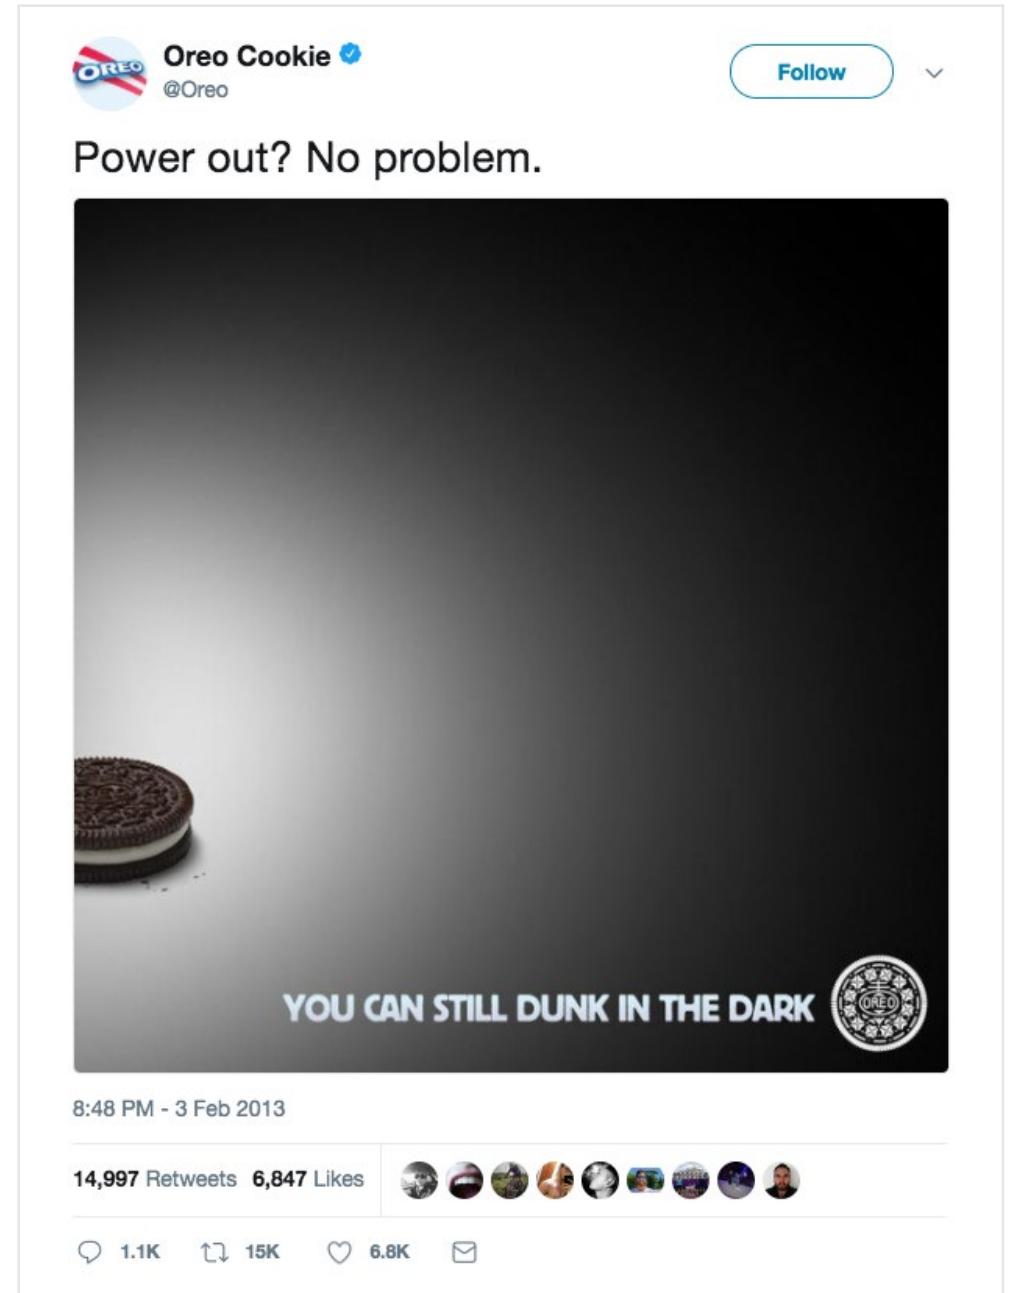 OREO
Oreo Cookie
@Oreo
Follow
Power out? No problem.
YOU CAN STILL DUNK IN THE DARK
OREO
8:48 PM - 3 Feb 2013
14,997 Retweets 6,847 Likes
1.1K 15K 6.8K